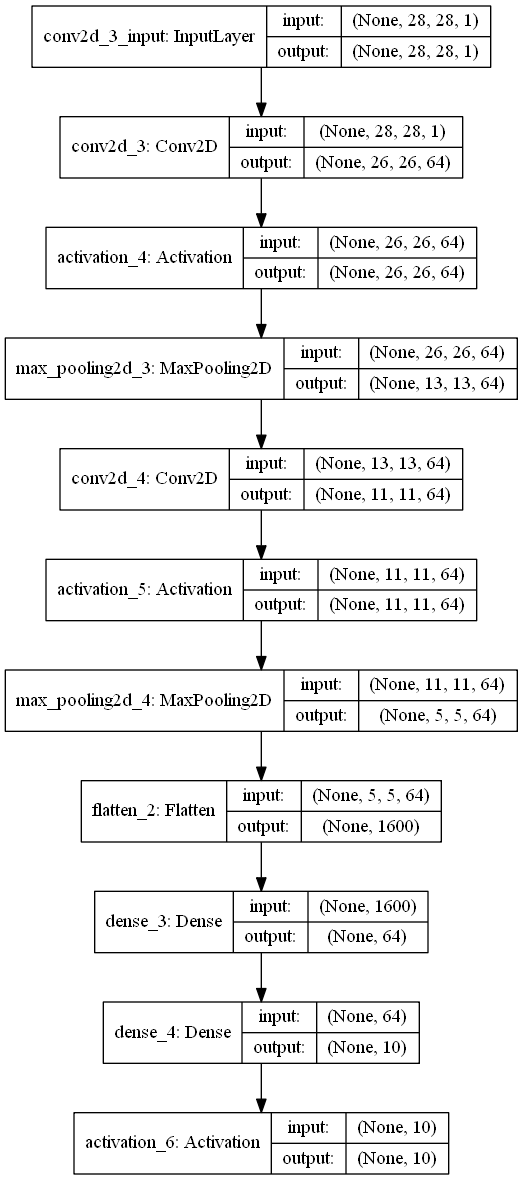 conv2d_3_input: InputLayer
input:
(None, 28, 28, 1)
output:
(None, 28, 28, 1)
conv2d_3: Conv2D
input:
(None, 28, 28, 1)
output:
(None, 26, 26, 64)
activation_4: Activation
input:
(None, 26, 26, 64)
output:
(None, 26, 26, 64)
max_pooling2d_3: MaxPooling2D
input:
(None, 26, 26, 64)
output:
(None, 13, 13, 64)
conv2d_4: Conv2D
input:
(None, 13, 13, 64)
output:
(None, 11, 11, 64)
activation_5: Activation
input:
(None, 11, 11, 64)
output:
(None, 11, 11, 64)
max_pooling2d_4: MaxPooling2D
input:
(None, 11, 11, 64)
output:
(None, 5, 5, 64)
flatten_2: Flatten
input:
(None, 5, 5, 64)
output:
(None, 1600)
dense_3: Dense
input:
(None, 1600)
output:
(None, 64)
dense_4: Dense
input:
(None, 64)
output:
(None, 10)
activation_6: Activation
input:
(None, 10)
output:
(None, 10)